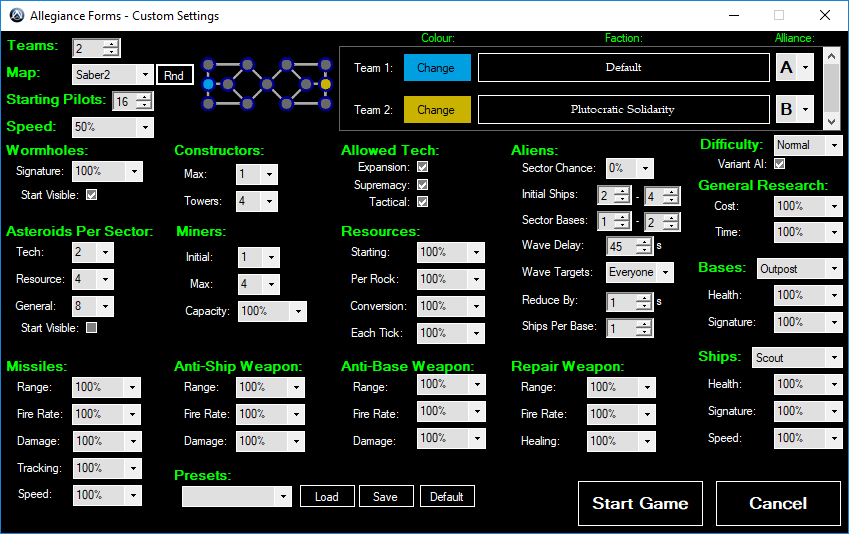 Allegiance Forms - Custom Settings
Teams: 2
Map: Saber2 Rnd
Starting Pilots: 16
Speed: 50%
Colour: Faction: Alliance:
Team 1: Change Default A
Team 2: Change Plutocratic Solidarity B
Wormholes:
Signature: 100%
Start Visible:
Constructors:
Max: 1
Towers: 4
Allowed Tech:
Expansion:
Supremacy:
Tactical:
Aliens:
Sector Chance: 0%
Initial Ships: 2 - 4
Sector Bases: 1 - 2
Wave Delay: 45 s
Wave Targets: Everyone
Reduce By: 1 s
Ships Per Base: 1
Difficulty: Normal
Variant AI:
General Research:
Cost: 100%
Time: 100%
Asteroids Per Sector:
Tech: 2
Resource: 4
General: 8
Start Visible:
Miners:
Initial: 1
Max: 4
Capacity: 100%
Resources:
Starting: 100%
Per Rock: 100%
Conversion: 100%
Each Tick: 100%
Bases: Outpost
Health: 100%
Signature: 100%
Missiles:
Range: 100%
Fire Rate: 100%
Damage: 100%
Tracking: 100%
Speed: 100%
Anti-Ship Weapon:
Range: 100%
Fire Rate: 100%
Damage: 100%
Anti-Base Weapon:
Range: 100%
Fire Rate: 100%
Damage: 100%
Repair Weapon:
Range: 100%
Fire Rate: 100%
Healing: 100%
Ships: Scout
Health: 100%
Signature: 100%
Speed: 100%
Presets:
Load Save Default
Start Game Cancel